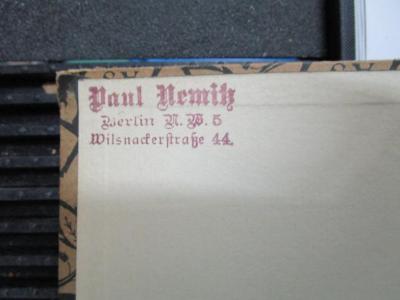 Paul Nemitz
Berlin N.W. 5
Wilsnackerstraße 44.